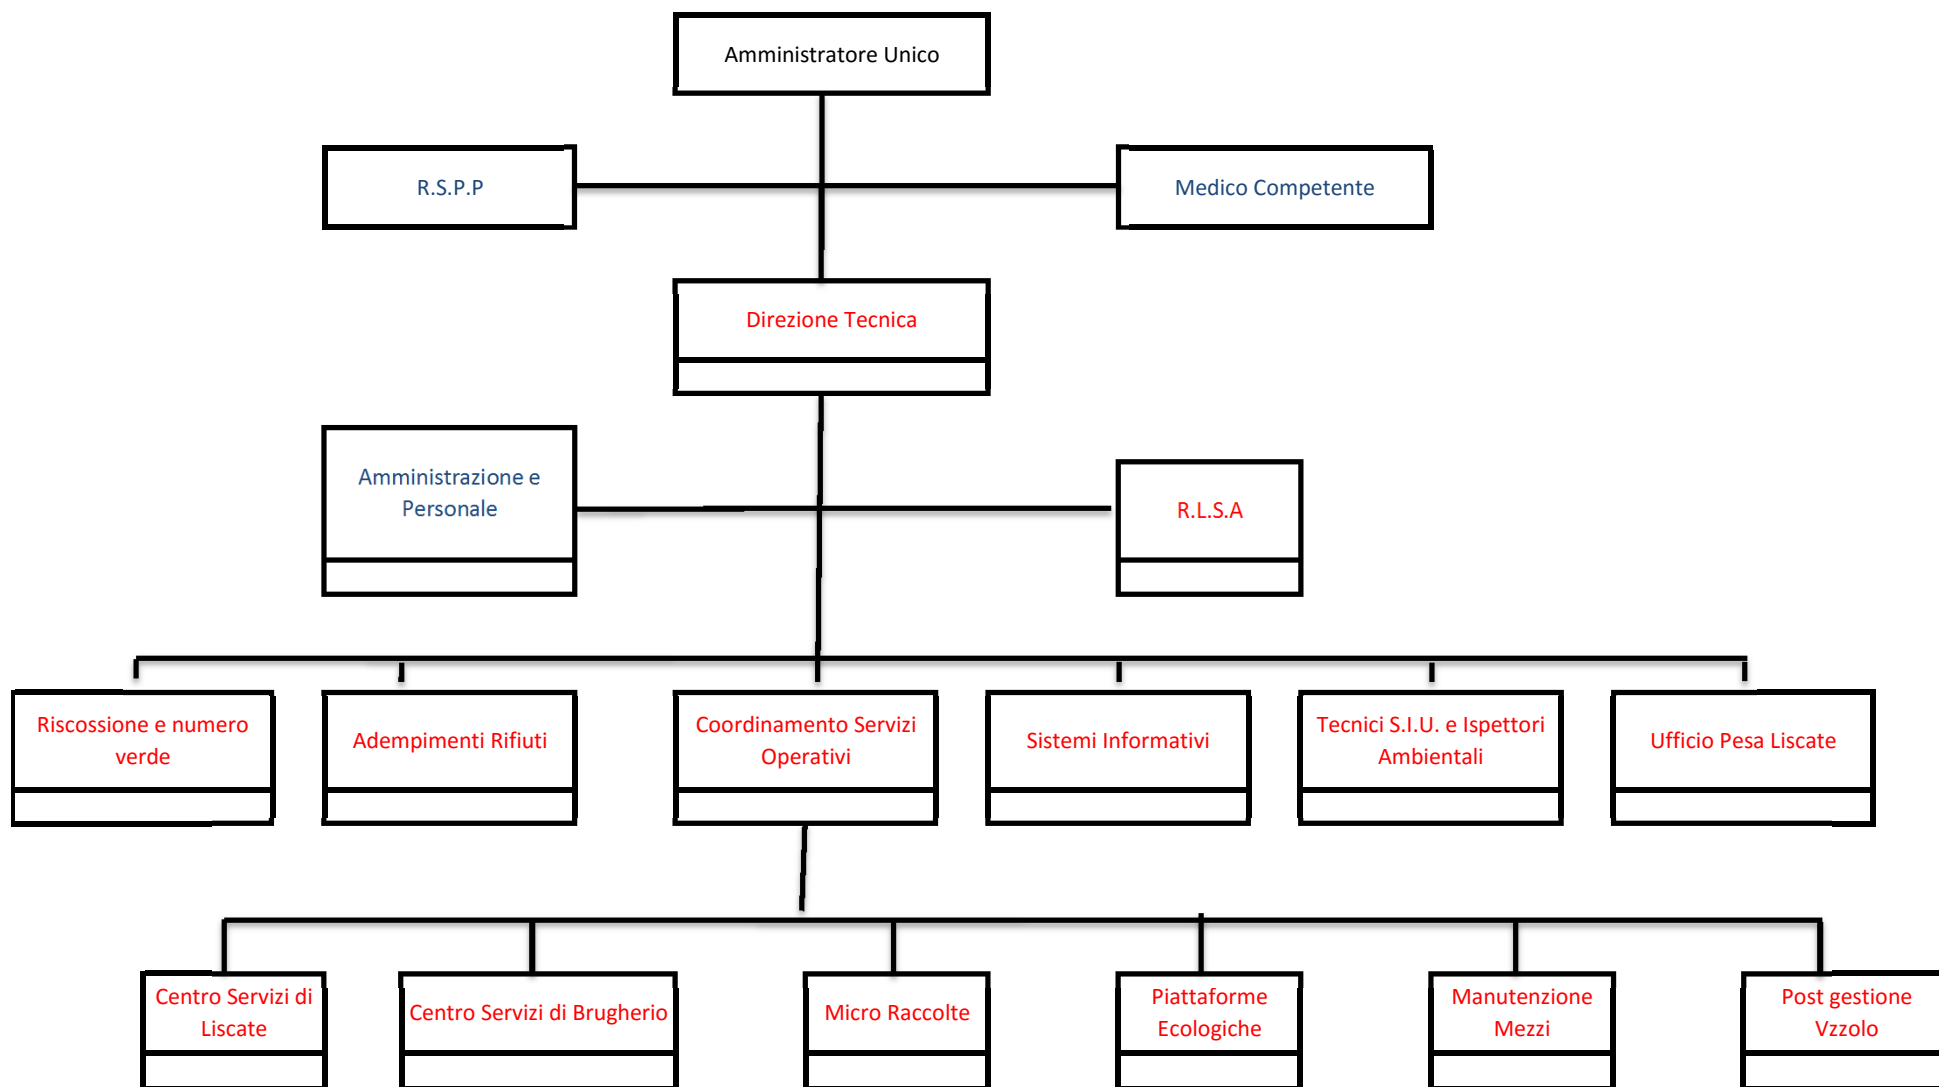 Amministratore Unico
R.S.P.P
Medico Competente
Direzione Tecnica
Amministrazione e
Personale
R.L.S.A
Riscossione e numero
verde
Adempimenti Rifiuti
Coordinamento Servizi
Operativi
Sistemi Informativi
Tecnici S.I.U. e Ispettori
Ambientali
Ufficio Pesa Liscate
Centro Servizi di
Liscate
Centro Servizi di Brugherio
Micro Raccolte
Piattaforme
Ecologiche
Manutenzione
Mezzi
Post gestione
Vzzolo